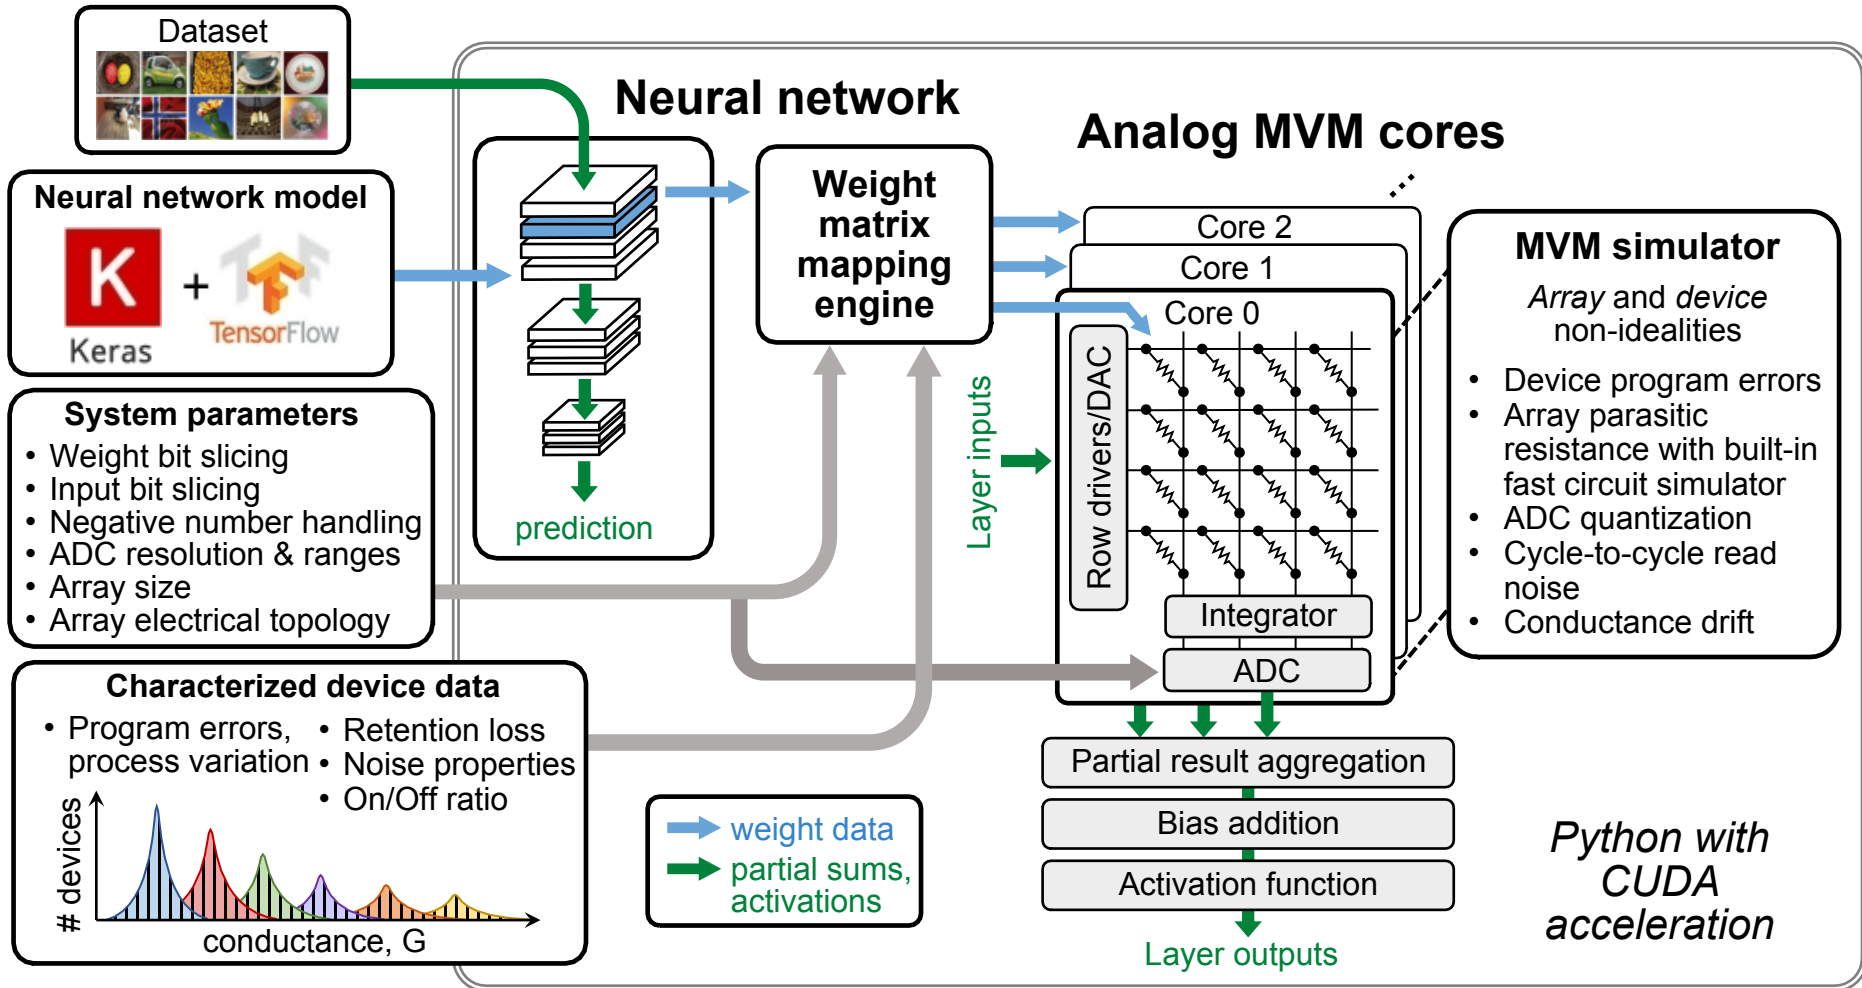 Dataset
Neural network model
K
+
Keras
TensorFlow
System parameters
• Weight bit slicing
• Input bit slicing
• Negative number handling
• ADC resolution & ranges
• Array size
• Array electrical topology
Characterized device data
• Program errors,
process variation
• Retention loss
• Noise properties
• On/Off ratio
# devices
conductance, G
Neural network
prediction
Weight
matrix
mapping
engine
weight data
partial sums,
activations
Analog MVM cores
Core 2
Core 1
Core 0
Layer inputs
Row drivers/DAC
Integrator
ADC
Partial result aggregation
Bias addition
Activation function
Layer outputs
MVM simulator
Array and device
non-idealities
• Device program errors
• Array parasitic
resistance with built-in
fast circuit simulator
• ADC quantization
• Cycle-to-cycle read
noise
• Conductance drift
Python with
CUDA
acceleration